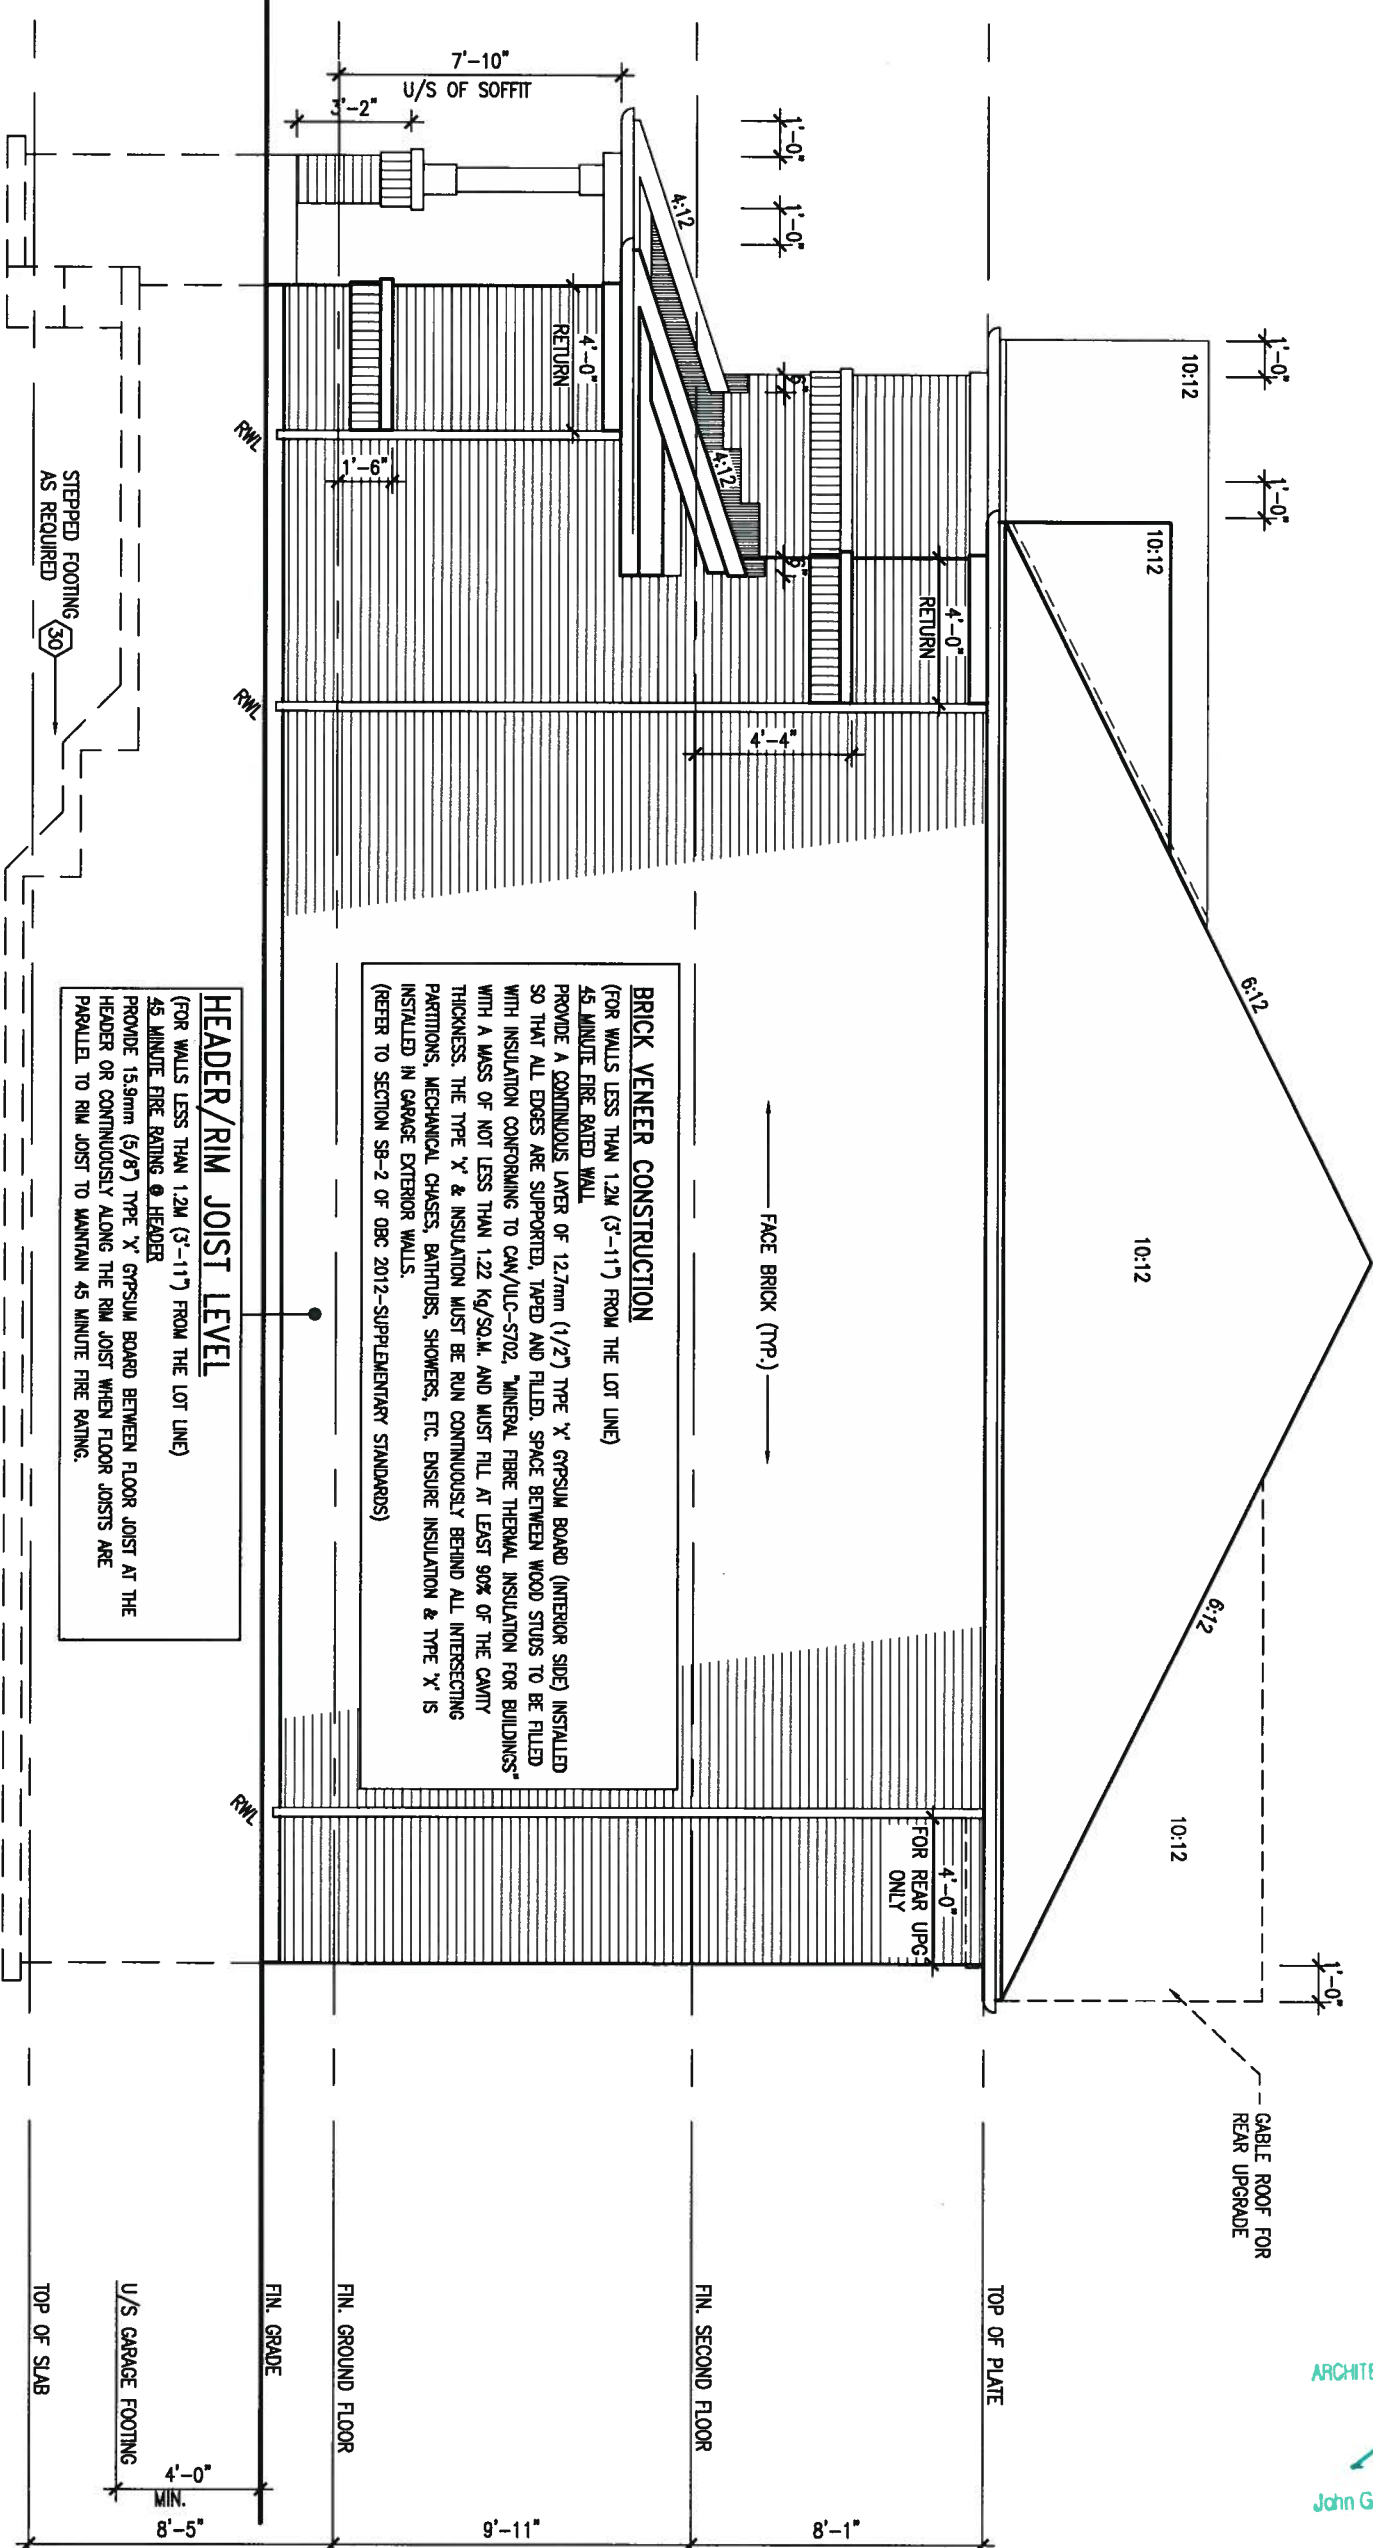 1'-0"
1'-0"
1'-0"
10:12
10:12
6:12
10:12
6:12
10:12
GABLE ROOF FOR
REAR UPGRADE
1'-0"
1'-0"
4:12
4:12
6"
6"
4'-0"
RETURN
4'-4"
7'-10"
U/S OF SOFFIT
3'-2"
4'-0"
RETURN
1'-6"
RWL
RWL
RWL
FACE BRICK (TYP.)
4'-0"
FOR REAR UPG
ONLY
BRICK VENEER CONSTRUCTION
(FOR WALLS LESS THAN 1.2M (3'-11") FROM THE LOT LINE)
45 MINUTE FIRE RATED WALL
PROVIDE A CONTINUOUS LAYER OF 12.7mm (1/2") TYPE 'X' GYPSUM BOARD (INTERIOR SIDE) INSTALLED
SO THAT ALL EDGES ARE SUPPORTED, TAPED AND FILLED. SPACE BETWEEN WOOD STUDS TO BE FILLED
WITH INSULATION CONFORMING TO CAN/ULC-S702, "MINERAL FIBRE THERMAL INSULATION FOR BUILDINGS"
WITH A MASS OF NOT LESS THAN 1.22 Kg/SQ.M. AND MUST FILL AT LEAST 90% OF THE CAVITY
THICKNESS. THE TYPE 'X' & INSULATION MUST BE RUN CONTINUOUSLY BEHIND ALL INTERSECTING
PARTITIONS, MECHANICAL CHASES, BATHTUBS, SHOWERS, ETC. ENSURE INSULATION & TYPE 'X' IS
INSTALLED IN GARAGE EXTERIOR WALLS.
(REFER TO SECTION SB-2 OF OBC 2012-SUPPLEMENTARY STANDARDS)
HEADER/RIM JOIST LEVEL
(FOR WALLS LESS THAN 1.2M (3'-11") FROM THE LOT LINE)
45 MINUTE FIRE RATING @ HEADER
PROVIDE 15.9mm (5/8") TYPE 'X' GYPSUM BOARD BETWEEN FLOOR JOIST AT THE
HEADER OR CONTINUOUSLY ALONG THE RIM JOIST WHEN FLOOR JOISTS ARE
PARALLEL TO RIM JOIST TO MAINTAIN 45 MINUTE FIRE RATING.
STEPPED FOOTING
AS REQUIRED
30
TOP OF PLATE
FIN. SECOND FLOOR
FIN. GROUND FLOOR
FIN. GRADE
U/S GARAGE FOOTING
TOP OF SLAB
8'-1"
9'-11"
8'-5"
4'-0"
MIN.
ARCHITE
John G